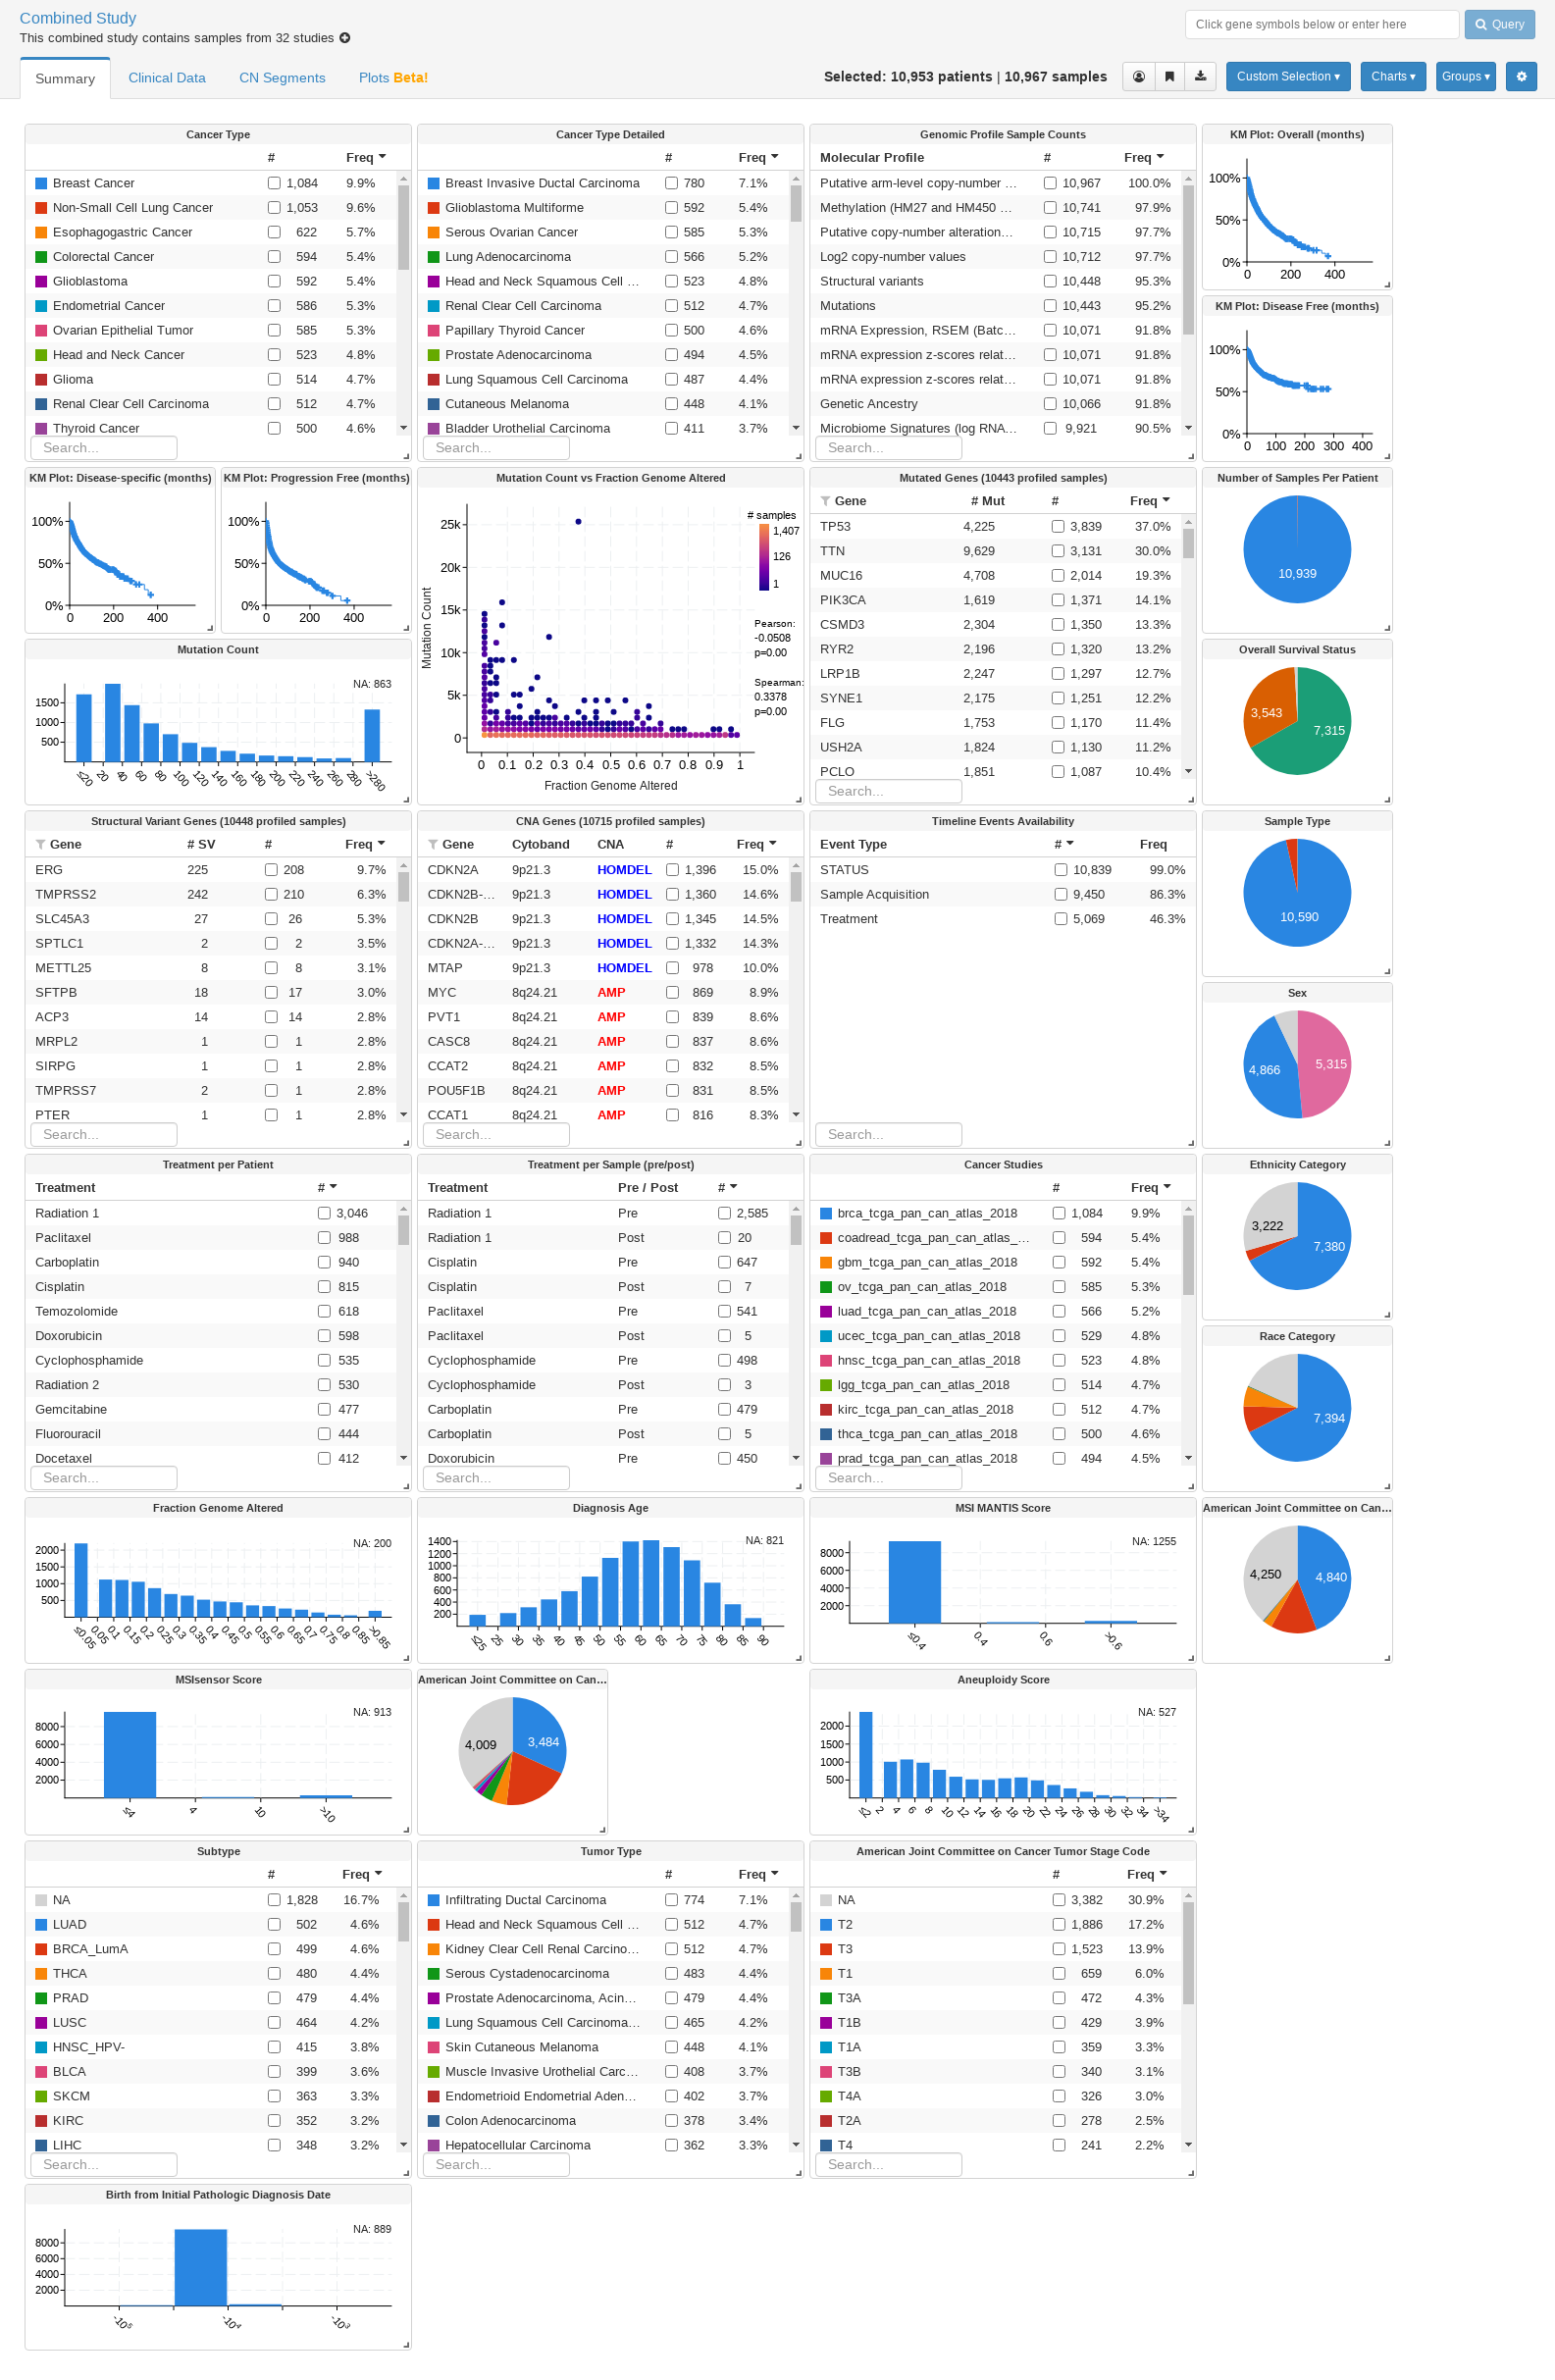 Combined Study
This combined study contains samples from 32 studies
Click gene symbols below or enter here
Query
Summary
Clinical Data
CN Segments
Plots Beta!
Selected: 10,953 patients | 10,967 samples
Custom Selection ▾
Charts ▾
Groups ▾
Cancer Type
# Freq
Breast Cancer 1,084 9.9%
Non-Small Cell Lung Cancer 1,053 9.6%
Esophagogastric Cancer 622 5.7%
Colorectal Cancer 594 5.4%
Glioblastoma 592 5.4%
Endometrial Cancer 586 5.3%
Ovarian Epithelial Tumor 585 5.3%
Head and Neck Cancer 523 4.8%
Glioma 514 4.7%
Renal Clear Cell Carcinoma 512 4.7%
Thyroid Cancer 500 4.6%
Search...
Cancer Type Detailed
# Freq
Breast Invasive Ductal Carcinoma 780 7.1%
Glioblastoma Multiforme 592 5.4%
Serous Ovarian Cancer 585 5.3%
Lung Adenocarcinoma 566 5.2%
Head and Neck Squamous Cell … 523 4.8%
Renal Clear Cell Carcinoma 512 4.7%
Papillary Thyroid Cancer 500 4.6%
Prostate Adenocarcinoma 494 4.5%
Lung Squamous Cell Carcinoma 487 4.4%
Cutaneous Melanoma 448 4.1%
Bladder Urothelial Carcinoma 411 3.7%
Search...
Genomic Profile Sample Counts
Molecular Profile # Freq
Putative arm-level copy-number … 10,967 100.0%
Methylation (HM27 and HM450 … 10,741 97.9%
Putative copy-number alteration… 10,715 97.7%
Log2 copy-number values 10,712 97.7%
Structural variants 10,448 95.3%
Mutations 10,443 95.2%
mRNA Expression, RSEM (Batc… 10,071 91.8%
mRNA expression z-scores relat… 10,071 91.8%
mRNA expression z-scores relat… 10,071 91.8%
Genetic Ancestry 10,066 91.8%
Microbiome Signatures (log RNA… 9,921 90.5%
Search...
KM Plot: Overall (months)
100%
50%
0%
0 200 400
KM Plot: Disease Free (months)
100%
50%
0%
0 100 200 300 400
KM Plot: Disease-specific (months)
100%
50%
0%
0 200 400
KM Plot: Progression Free (months)
100%
50%
0%
0 200 400
Mutation Count vs Fraction Genome Altered
Mutation Count
25k
20k
15k
10k
5k
0
0 0.1 0.2 0.3 0.4 0.5 0.6 0.7 0.8 0.9 1
Fraction Genome Altered
# samples
1,407
126
1
Pearson:
-0.0508
p=0.00
Spearman:
0.3378
p=0.00
Mutated Genes (10443 profiled samples)
Gene # Mut # Freq
TP53 4,225 3,839 37.0%
TTN 9,629 3,131 30.0%
MUC16 4,708 2,014 19.3%
PIK3CA 1,619 1,371 14.1%
CSMD3 2,304 1,350 13.3%
RYR2 2,196 1,320 13.2%
LRP1B 2,247 1,297 12.7%
SYNE1 2,175 1,251 12.2%
FLG 1,753 1,170 11.4%
USH2A 1,824 1,130 11.2%
PCLO 1,851 1,087 10.4%
Search...
Number of Samples Per Patient
10,939
Mutation Count
NA: 863
1500
1000
500
≤20 20 40 60 80 100 120 140 160 180 200 220 240 260 280 >280
Overall Survival Status
3,543
7,315
Structural Variant Genes (10448 profiled samples)
Gene # SV # Freq
ERG 225 208 9.7%
TMPRSS2 242 210 6.3%
SLC45A3 27 26 5.3%
SPTLC1 2 2 3.5%
METTL25 8 8 3.1%
SFTPB 18 17 3.0%
ACP3 14 14 2.8%
MRPL2 1 1 2.8%
SIRPG 1 1 2.8%
TMPRSS7 2 1 2.8%
PTER 1 1 2.8%
Search...
CNA Genes (10715 profiled samples)
Gene Cytoband CNA # Freq
CDKN2A 9p21.3 HOMDEL 1,396 15.0%
CDKN2B-… 9p21.3 HOMDEL 1,360 14.6%
CDKN2B 9p21.3 HOMDEL 1,345 14.5%
CDKN2A-… 9p21.3 HOMDEL 1,332 14.3%
MTAP 9p21.3 HOMDEL 978 10.0%
MYC 8q24.21 AMP 869 8.9%
PVT1 8q24.21 AMP 839 8.6%
CASC8 8q24.21 AMP 837 8.6%
CCAT2 8q24.21 AMP 832 8.5%
POU5F1B 8q24.21 AMP 831 8.5%
CCAT1 8q24.21 AMP 816 8.3%
Search...
Timeline Events Availability
Event Type # Freq
STATUS 10,839 99.0%
Sample Acquisition 9,450 86.3%
Treatment 5,069 46.3%
Search...
Sample Type
10,590
Sex
4,866
5,315
Treatment per Patient
Treatment #
Radiation 1 3,046
Paclitaxel 988
Carboplatin 940
Cisplatin 815
Temozolomide 618
Doxorubicin 598
Cyclophosphamide 535
Radiation 2 530
Gemcitabine 477
Fluorouracil 444
Docetaxel 412
Search...
Treatment per Sample (pre/post)
Treatment Pre / Post #
Radiation 1 Pre 2,585
Radiation 1 Post 20
Cisplatin Pre 647
Cisplatin Post 7
Paclitaxel Pre 541
Paclitaxel Post 5
Cyclophosphamide Pre 498
Cyclophosphamide Post 3
Carboplatin Pre 479
Carboplatin Post 5
Doxorubicin Pre 450
Search...
Cancer Studies
# Freq
brca_tcga_pan_can_atlas_2018 1,084 9.9%
coadread_tcga_pan_can_atlas_… 594 5.4%
gbm_tcga_pan_can_atlas_2018 592 5.4%
ov_tcga_pan_can_atlas_2018 585 5.3%
luad_tcga_pan_can_atlas_2018 566 5.2%
ucec_tcga_pan_can_atlas_2018 529 4.8%
hnsc_tcga_pan_can_atlas_2018 523 4.8%
lgg_tcga_pan_can_atlas_2018 514 4.7%
kirc_tcga_pan_can_atlas_2018 512 4.7%
thca_tcga_pan_can_atlas_2018 500 4.6%
prad_tcga_pan_can_atlas_2018 494 4.5%
Search...
Ethnicity Category
3,222
7,380
Race Category
7,394
Fraction Genome Altered
NA: 200
2000
1500
1000
500
≤0.05 0.05 0.1 0.15 0.2 0.25 0.3 0.35 0.4 0.45 0.5 0.55 0.6 0.65 0.7 0.75 0.8 0.85 >0.85
Diagnosis Age
NA: 821
1400
1200
1000
800
600
400
200
≤25 25 30 35 40 45 50 55 60 65 70 75 80 85 90
MSI MANTIS Score
NA: 1255
8000
6000
4000
2000
≤0.4 0.4 0.6 >0.6
American Joint Committee on Can…
4,250
4,840
MSIsensor Score
NA: 913
8000
6000
4000
2000
≤4 4 10 >10
American Joint Committee on Can…
4,009
3,484
Aneuploidy Score
NA: 527
2000
1500
1000
500
≤2 2 4 6 8 10 12 14 16 18 20 22 24 26 28 30 32 34 >34
Subtype
# Freq
NA 1,828 16.7%
LUAD 502 4.6%
BRCA_LumA 499 4.6%
THCA 480 4.4%
PRAD 479 4.4%
LUSC 464 4.2%
HNSC_HPV- 415 3.8%
BLCA 399 3.6%
SKCM 363 3.3%
KIRC 352 3.2%
LIHC 348 3.2%
Search...
Tumor Type
# Freq
Infiltrating Ductal Carcinoma 774 7.1%
Head and Neck Squamous Cell … 512 4.7%
Kidney Clear Cell Renal Carcino… 512 4.7%
Serous Cystadenocarcinoma 483 4.4%
Prostate Adenocarcinoma, Acin… 479 4.4%
Lung Squamous Cell Carcinoma… 465 4.2%
Skin Cutaneous Melanoma 448 4.1%
Muscle Invasive Urothelial Carc… 408 3.7%
Endometrioid Endometrial Aden… 402 3.7%
Colon Adenocarcinoma 378 3.4%
Hepatocellular Carcinoma 362 3.3%
Search...
American Joint Committee on Cancer Tumor Stage Code
# Freq
NA 3,382 30.9%
T2 1,886 17.2%
T3 1,523 13.9%
T1 659 6.0%
T3A 472 4.3%
T1B 429 3.9%
T1A 359 3.3%
T3B 340 3.1%
T4A 326 3.0%
T2A 278 2.5%
T4 241 2.2%
Search...
Birth from Initial Pathologic Diagnosis Date
NA: 889
8000
6000
4000
2000
-10⁵ -10⁴ -10³